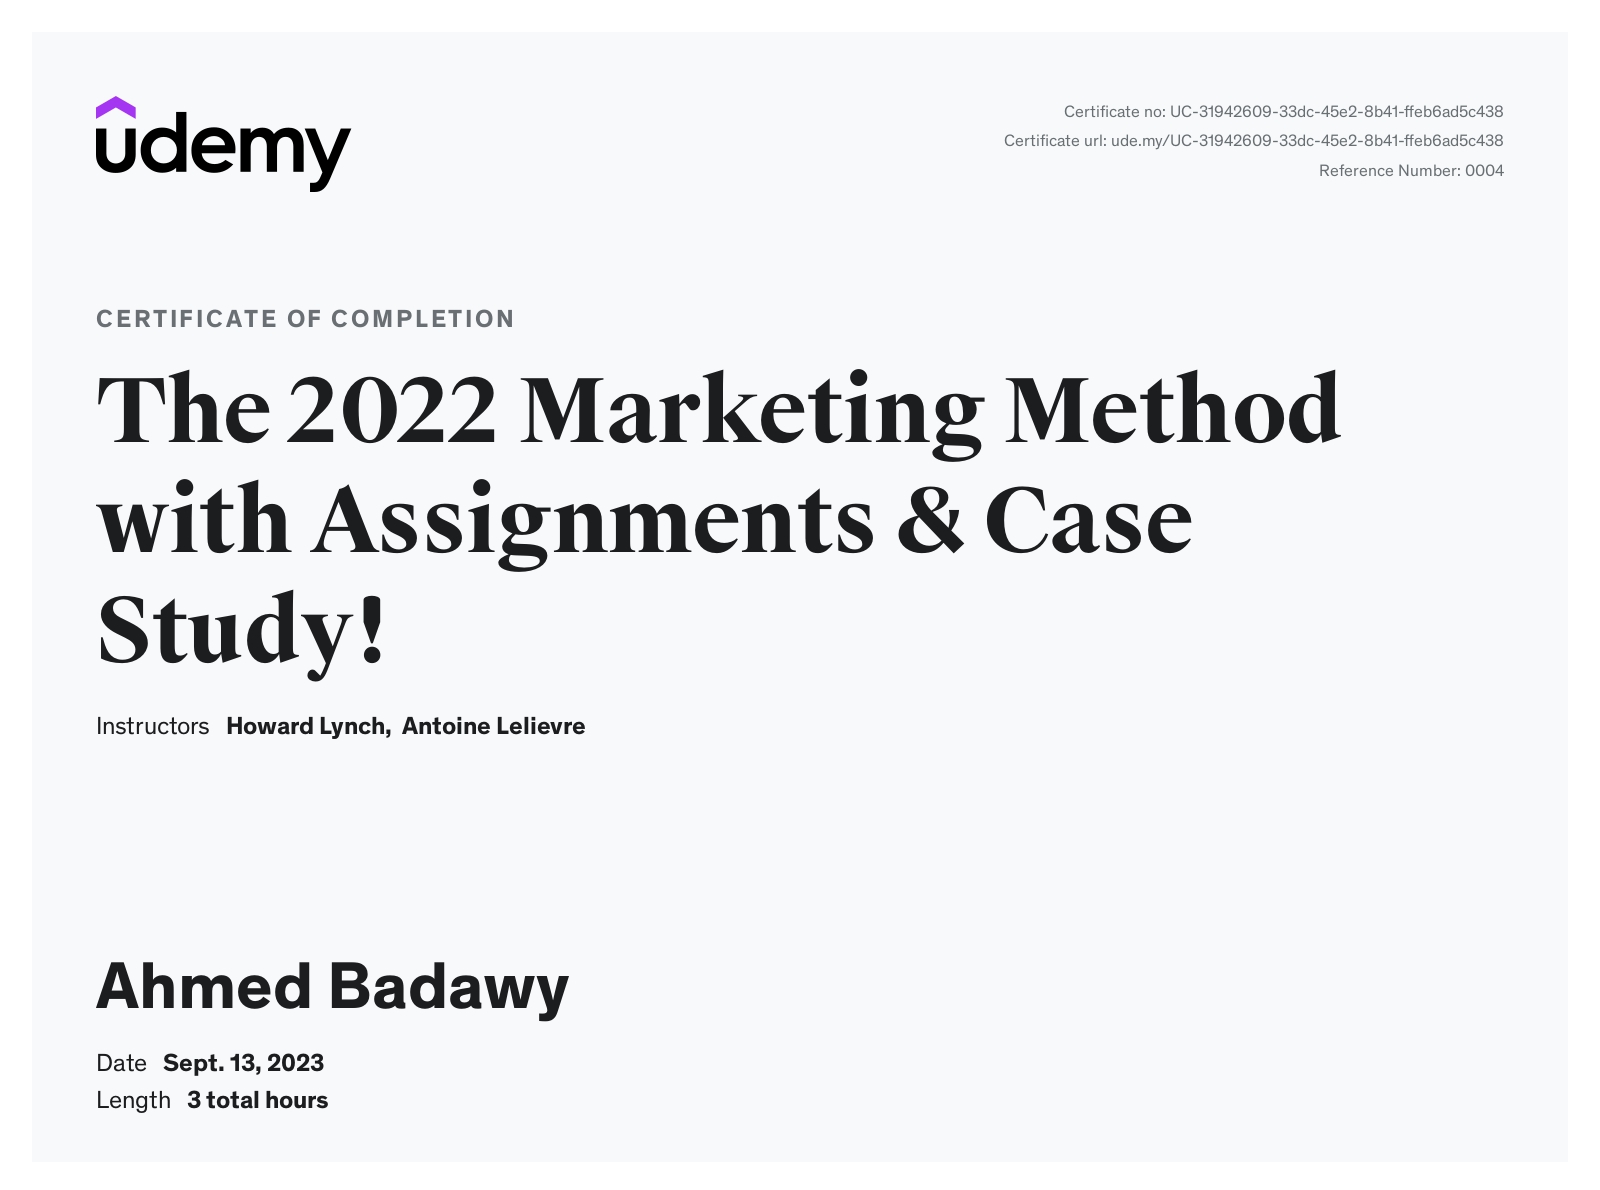 udemy
Certificate no: UC-31942609-33dc-45e2-8b41-ffeb6ad5c438
Certificate url: ude.my/UC-31942609-33dc-45e2-8b41-ffeb6ad5c438
Reference Number: 0004
CERTIFICATE OF COMPLETION
The 2022 Marketing Method
with Assignments & Case
Study!
Instructors Howard Lynch, Antoine Lelievre
Ahmed Badawy
Date Sept. 13, 2023
Length 3 total hours